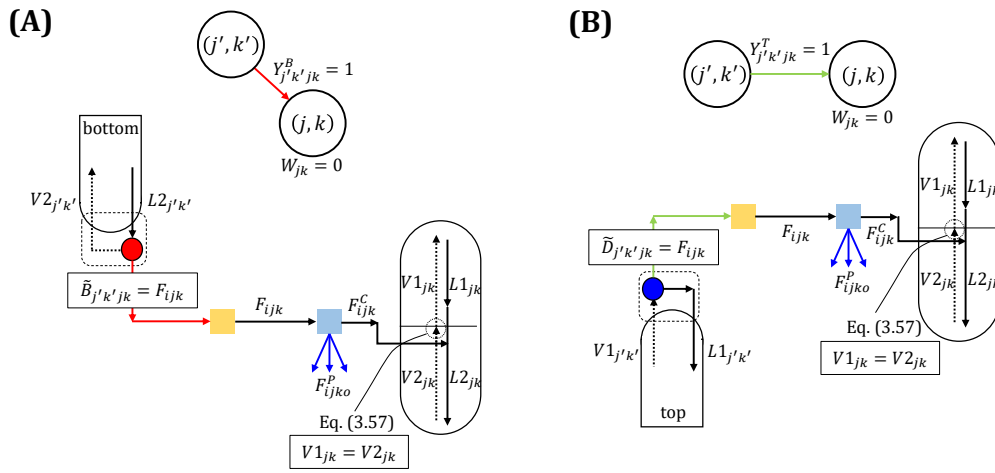 (A)
(j′, k′)
Y^B_{j′k′jk} = 1
(j, k)
W_{jk} = 0
bottom
V2_{j′k′}
L2_{j′k′}
B̃_{j′k′jk} = F_{ijk}
F_{ijk}
F^C_{ijk}
F^P_{ijko}
V1_{jk}
L1_{jk}
V2_{jk}
L2_{jk}
Eq. (3.57)
V1_{jk} = V2_{jk}
(B)
(j′, k′)
Y^T_{j′k′jk} = 1
(j, k)
W_{jk} = 0
V1_{jk}
L1_{jk}
D̃_{j′k′jk} = F_{ijk}
F_{ijk}
F^C_{ijk}
F^P_{ijko}
V2_{jk}
L2_{jk}
V1_{j′k′}
L1_{j′k′}
Eq. (3.57)
V1_{jk} = V2_{jk}
top